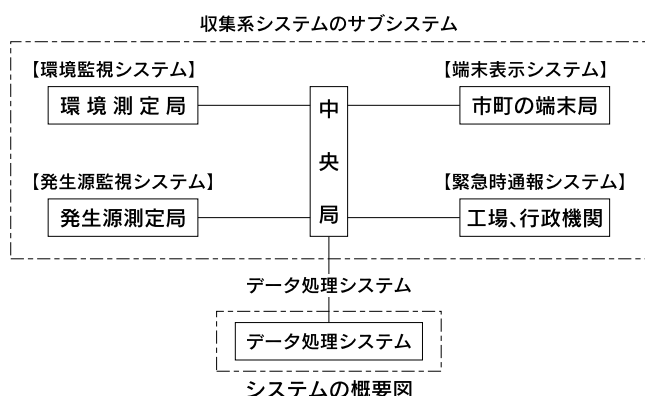 収集系システムのサブシステム
【環境監視システム】
環境測定局
【端末表示システム】
市町の端末局
中央局
【発生源監視システム】
発生源測定局
【緊急時通報システム】
工場、行政機関
データ処理システム
データ処理システム
システムの概要図